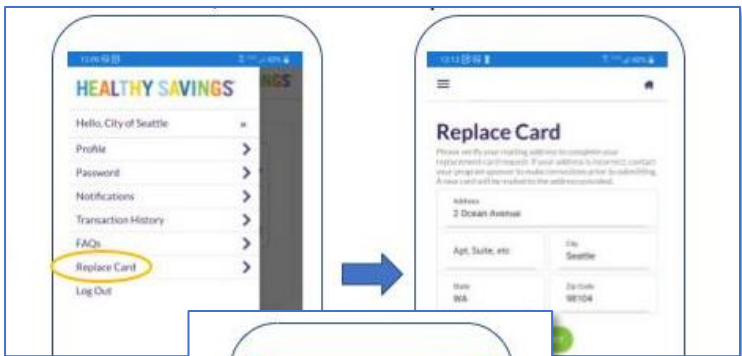 HEALTHY SAVINGS
NGS
Hello, City of Seattle
Profile
Password
Notifications
Transaction History
FAQs
Replace Card
Log Out
Replace Card
Please verify your mailing address to complete your
replacement card request. If your address is incorrect, contact
your program sponsor to make corrections prior to submitting.
A new card will be mailed to the address provided.
Address
2 Ocean Avenue
Apt, Suite, etc
City
Seattle
State
WA
Zip Code
98104